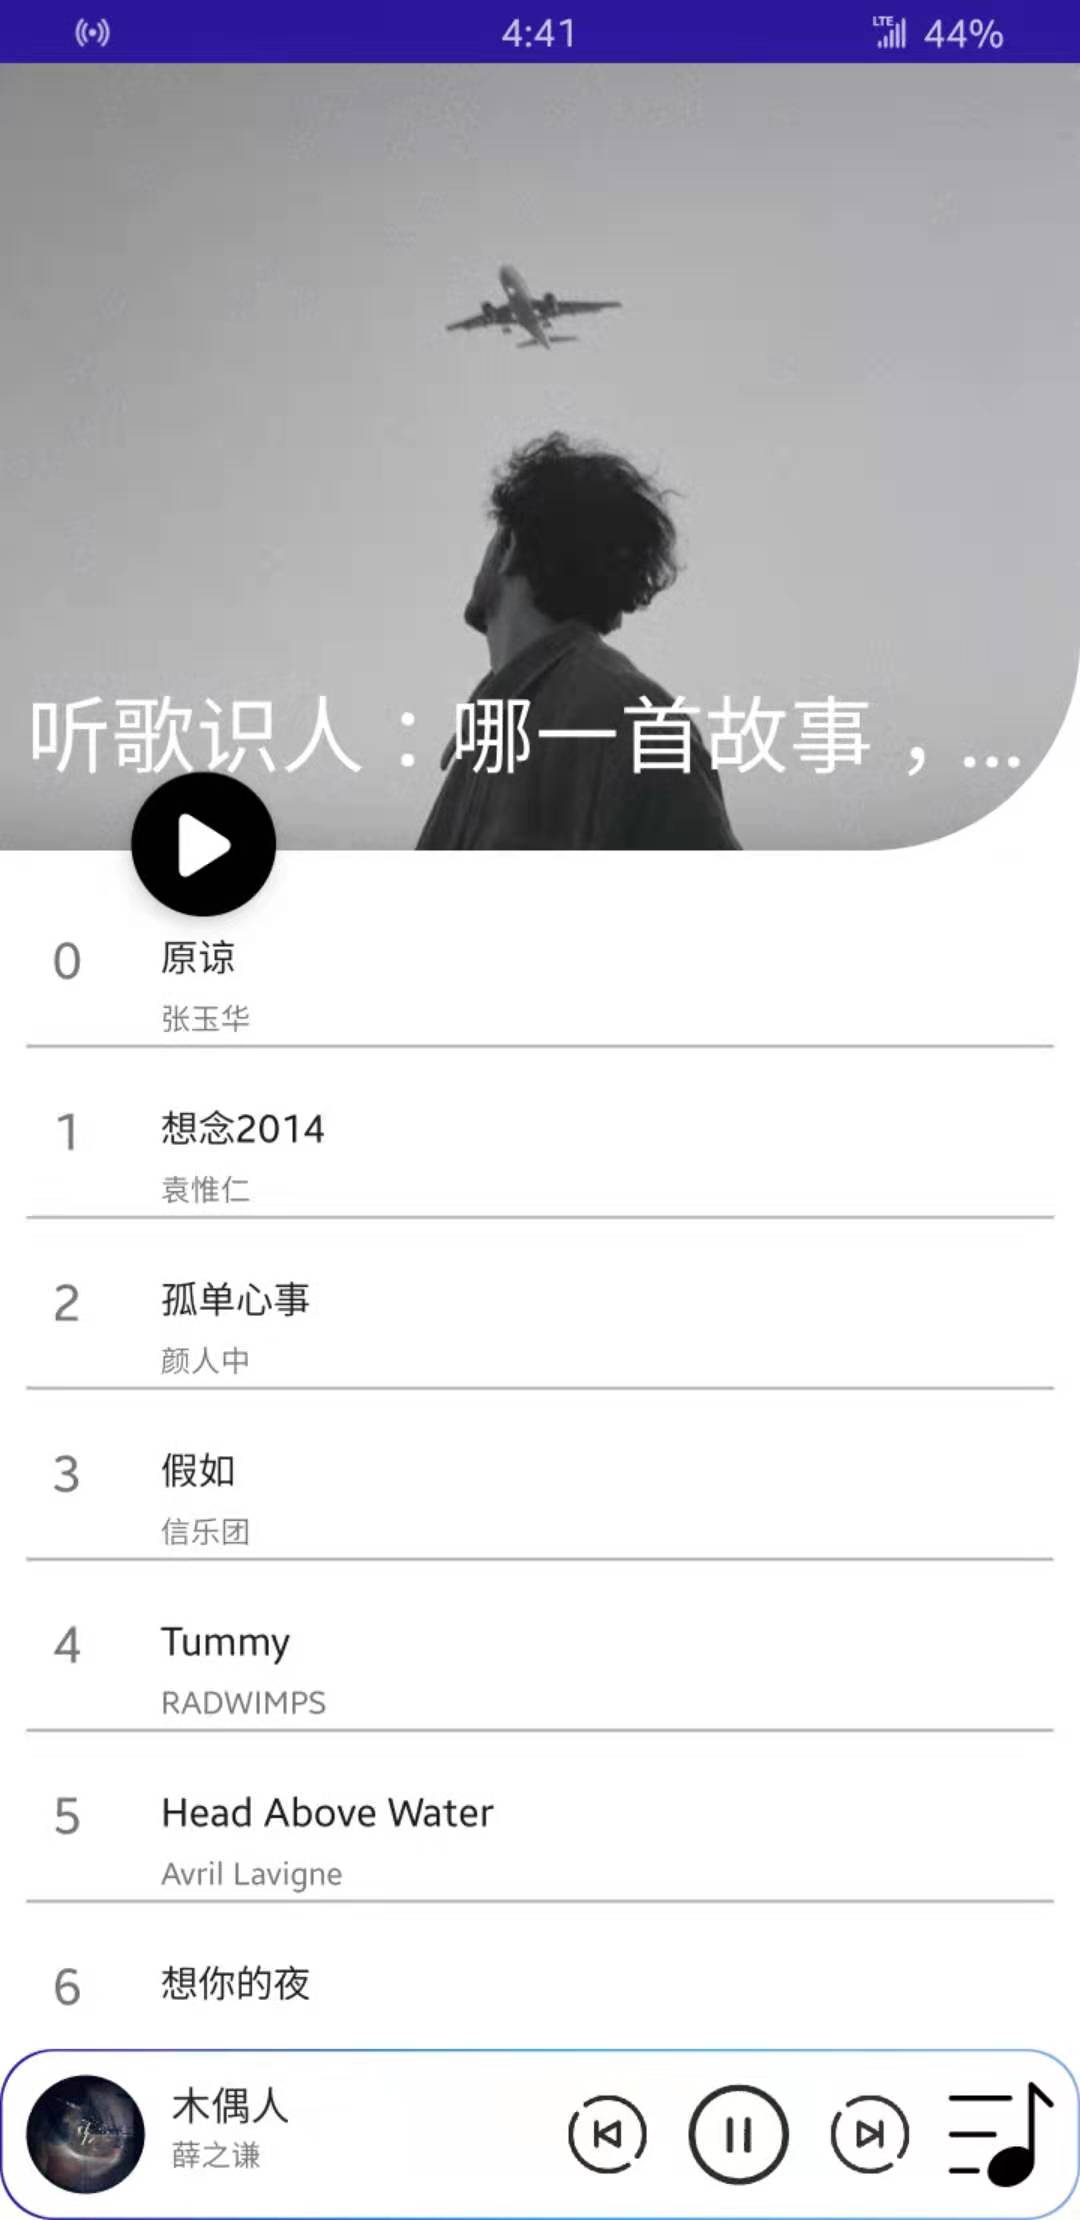 4:41
LTE 44%
听歌识人：哪一首故事，...
0
原谅
张玉华
1
想念2014
袁惟仁
2
孤单心事
颜人中
3
假如
信乐团
4
Tummy
RADWIMPS
5
Head Above Water
Avril Lavigne
6
想你的夜
木偶人
薛之谦